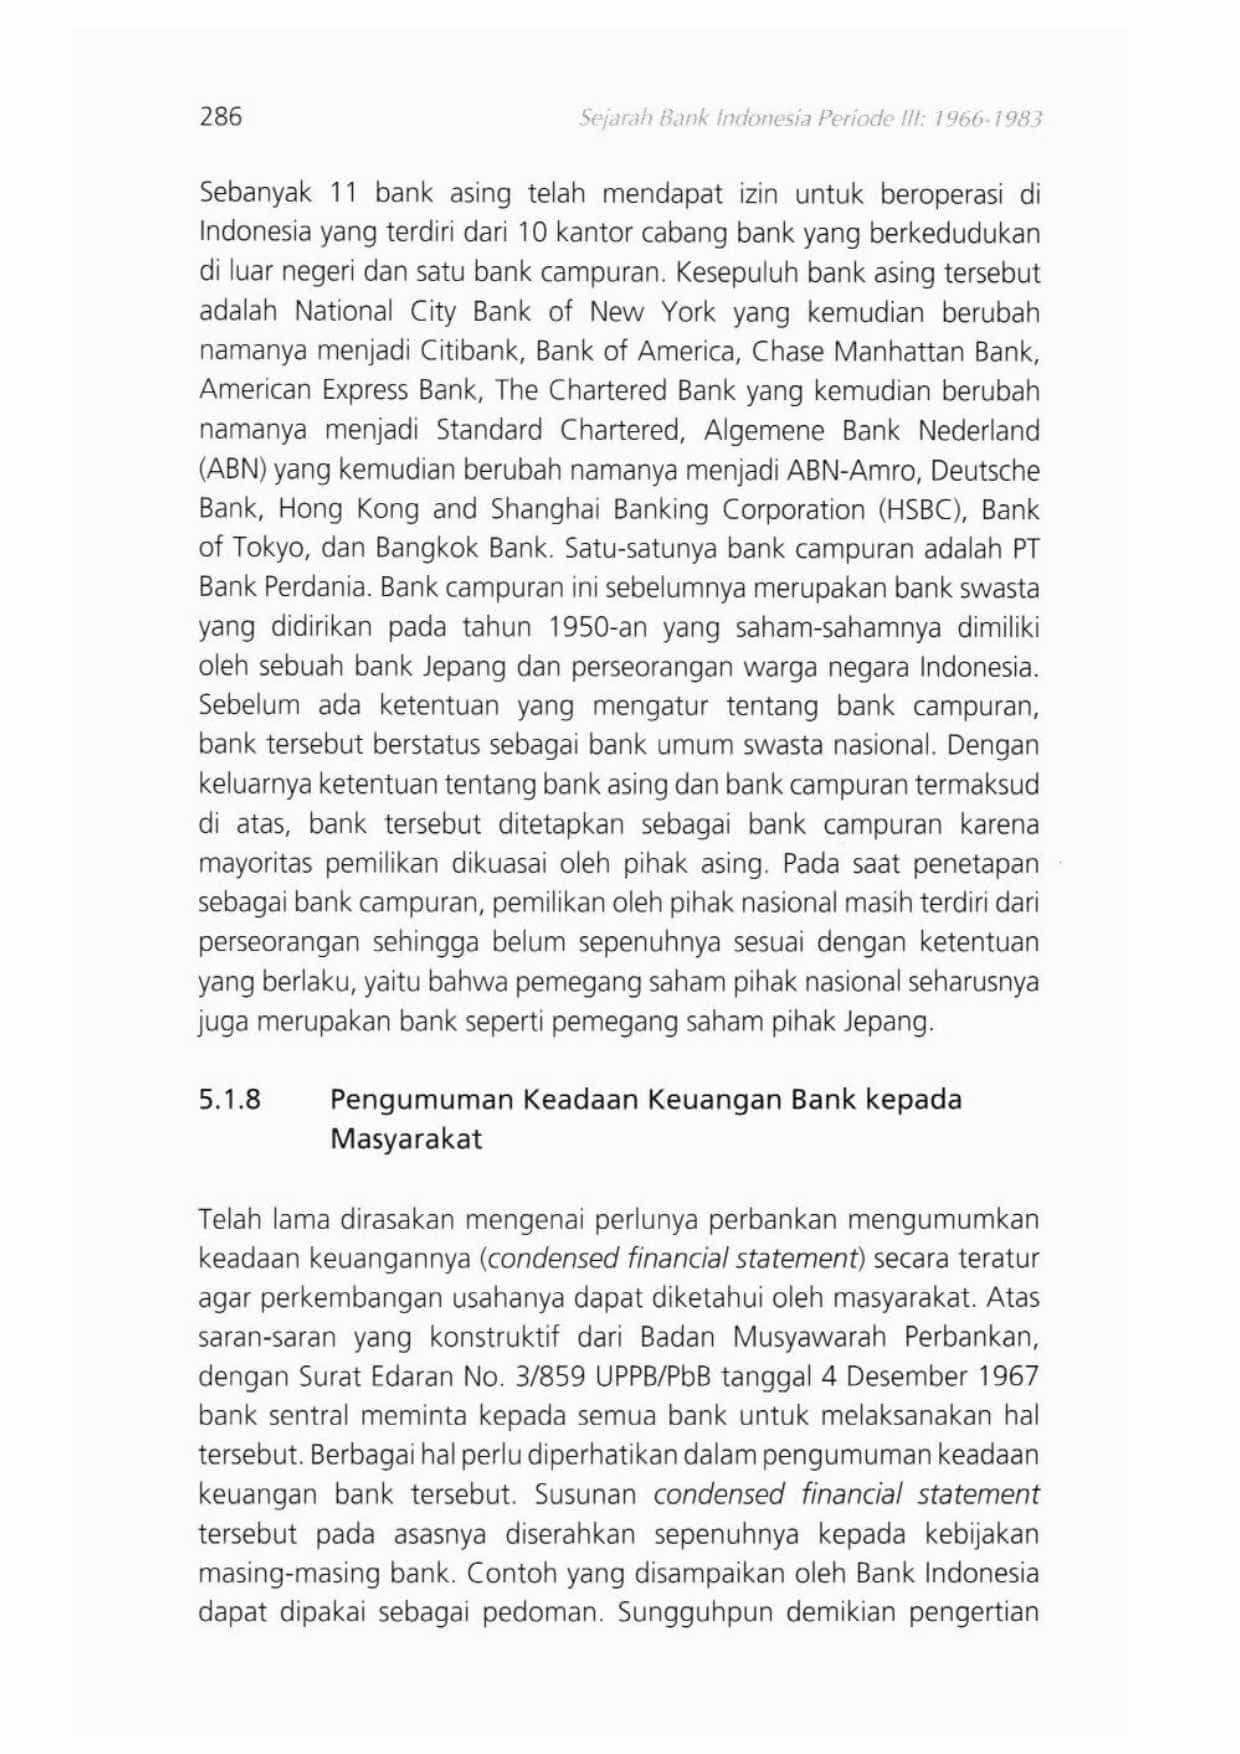 286
Sejarah Bank Indonesia Periode III: 1966-1983
Sebanyak 11 bank asing telah mendapat izin untuk beroperasi di
Indonesia yang terdiri dari 10 kantor cabang bank yang berkedudukan
di luar negeri dan satu bank campuran. Kesepuluh bank asing tersebut
adalah National City Bank of New York yang kemudian berubah
namanya menjadi Citibank, Bank of America, Chase Manhattan Bank,
American Express Bank, The Chartered Bank yang kemudian berubah
namanya menjadi Standard Chartered, Algemene Bank Nederland
(ABN) yang kemudian berubah namanya menjadi ABN-Amro, Deutsche
Bank, Hong Kong and Shanghai Banking Corporation (HSBC), Bank
of Tokyo, dan Bangkok Bank. Satu-satunya bank campuran adalah PT
Bank Perdania. Bank campuran ini sebelumnya merupakan bank swasta
yang didirikan pada tahun 1950-an yang saham-sahamnya dimiliki
oleh sebuah bank Jepang dan perseorangan warga negara Indonesia.
Sebelum ada ketentuan yang mengatur tentang bank campuran,
bank tersebut berstatus sebagai bank umum swasta nasional. Dengan
keluarnya ketentuan tentang bank asing dan bank campuran termaksud
di atas, bank tersebut ditetapkan sebagai bank campuran karena
mayoritas pemilikan dikuasai oleh pihak asing. Pada saat penetapan
sebagai bank campuran, pemilikan oleh pihak nasional masih terdiri dari
perseorangan sehingga belum sepenuhnya sesuai dengan ketentuan
yang berlaku, yaitu bahwa pemegang saham pihak nasional seharusnya
juga merupakan bank seperti pemegang saham pihak Jepang.
5.1.8 Pengumuman Keadaan Keuangan Bank kepada
Masyarakat
Telah lama dirasakan mengenai perlunya perbankan mengumumkan
keadaan keuangannya (condensed financial statement) secara teratur
agar perkembangan usahanya dapat diketahui oleh masyarakat. Atas
saran-saran yang konstruktif dari Badan Musyawarah Perbankan,
dengan Surat Edaran No. 3/859 UPPB/PbB tanggal 4 Desember 1967
bank sentral meminta kepada semua bank untuk melaksanakan hal
tersebut. Berbagai hal perlu diperhatikan dalam pengumuman keadaan
keuangan bank tersebut. Susunan condensed financial statement
tersebut pada asasnya diserahkan sepenuhnya kepada kebijakan
masing-masing bank. Contoh yang disampaikan oleh Bank Indonesia
dapat dipakai sebagai pedoman. Sungguhpun demikian pengertian